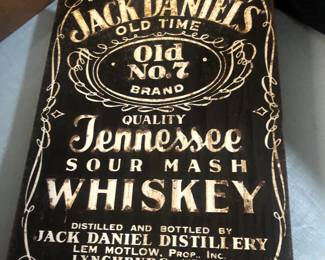 JACK DANIEL'S
OLD TIME
Old
No.7
BRAND
QUALITY
Tennessee
SOUR MASH
WHISKEY
DISTILLED AND BOTTLED BY
JACK DANIEL DISTILLERY
LEM MOTLOW, PROP., INC.